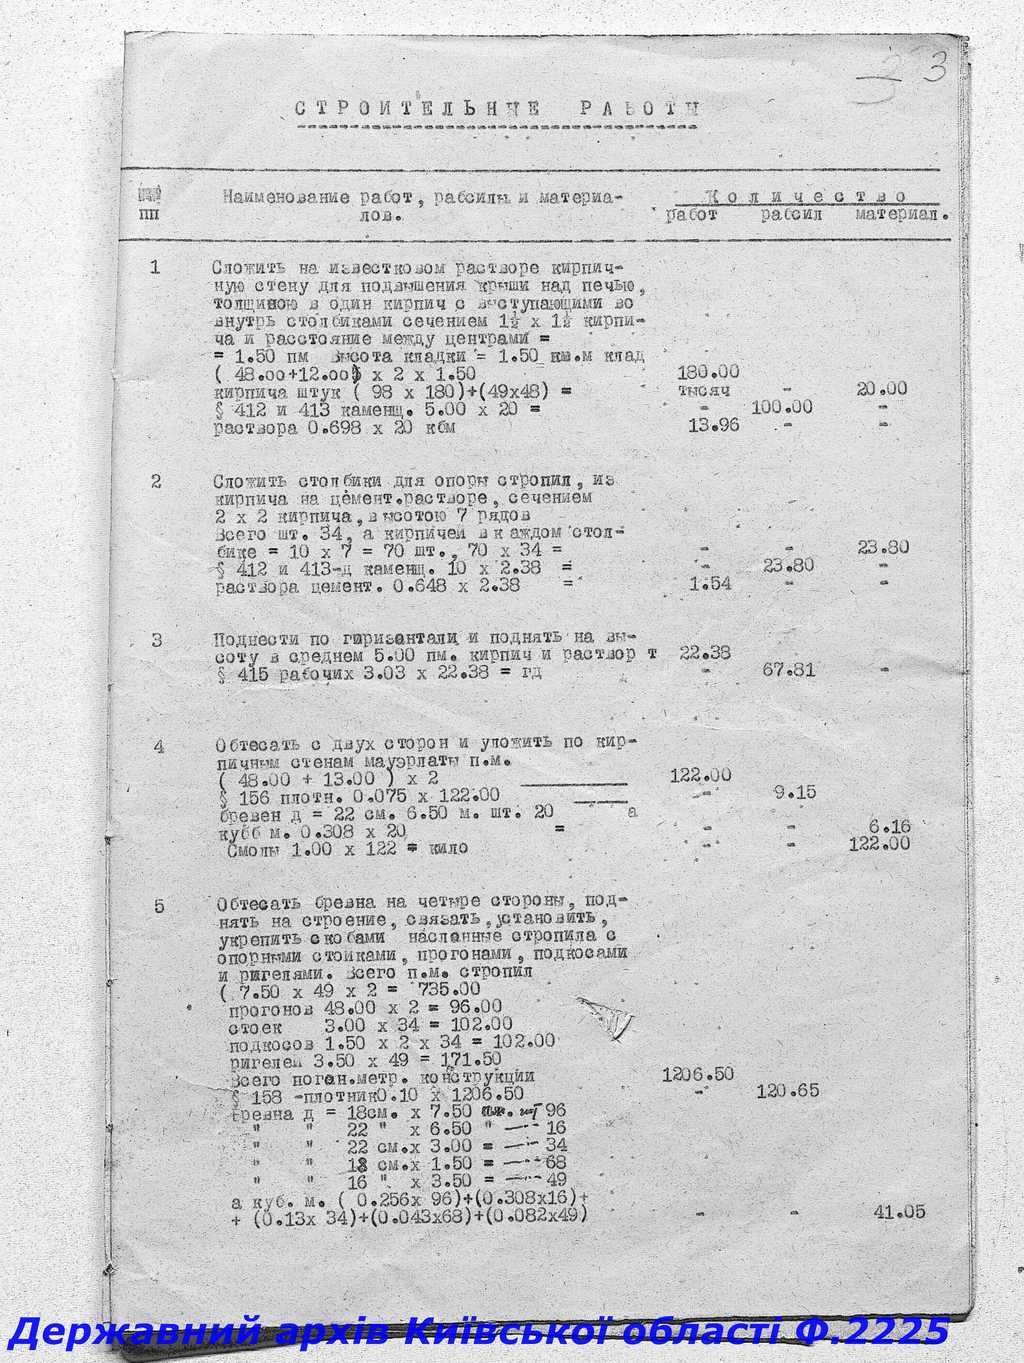 3
СТРОИТЕЛЬНЫЕ РАБОТЫ
пп Наименование работ, рабсилы и материа- Количество
лов. работ рабсил материал.
1 Сложить на известковом растворе кирпич-
ную стену для подвышения крыши над печью,
толщиною в один кирпич с выступающими во
внутрь столбиками сечением 1½ х 1½ кирпи-
ча и расстояние между центрами =
= 1.50 пм высота кладки = 1.50 кв.м клад
( 48.00+12.00) х 2 х 1.50 180.00
кирпича штук ( 98 х 180)+(49х48) = тысяч - 20.00
§ 412 и 413 каменщ. 5.00 х 20 = - 100.00 -
раствора 0.698 х 20 кбм 13.96 - -
2 Сложить столбики для опоры стропил, из
кирпича на цемент.растворе, сечением
2 х 2 кирпича, высотою 7 рядов
Всего шт. 34, а кирпичей в каждом стол-
бике = 10 х 7 = 70 шт., 70 х 34 = - - 23.80
§ 412 и 413-д каменщ. 10 х 2.38 = - 23.80 -
раствора цемент. 0.648 х 2.38 = 1.54 - -
3 Поднести по горизантали и поднять на вы-
соту в среднем 5.00 пм. кирпич и раствор т 22.38
§ 415 рабочих 3.03 х 22.38 = гд - 67.81 -
4 Обтесать с двух сторон и уложить по кир-
пичным стенам мауэрлаты п.м.
( 48.00 + 13.00 ) х 2 122.00
§ 156 плотн. 0.075 х 122.00 - 9.15
бревен д = 22 см. 6.50 м. шт. 20 а
кубб м. 0.308 х 20 = - - 6.16
Смолы 1.00 х 122 = кило - - 122.00
5 Обтесать бревна на четыре стороны, под-
нять на строение, связать, установить,
укрепить скобами насланные стропила с
опорными стойками, прогонами, подкосами
и ригелями. Всего п.м. стропил
( 7.50 х 49 х 2 = 735.00
прогонов 48.00 х 2 = 96.00
стоек 3.00 х 34 = 102.00
подкосов 1.50 х 2 х 34 = 102.00
ригелей 3.50 х 49 = 171.50
Всего погон.метр. конструкции 1206.50
§ 158 -плотник0.10 х 1206.50 - 120.65
бревна д = 18см. х 7.50 шт 96
" " 22 " х 6.50 " —-- 16
" " 22 см.х 3.00 = —-- 34
" " 18 см.х 1.50 = —-- 68
" " 16 ". х 3.50 = —-- 49
а куб. м. ( 0.256х 96)+(0.308х16)+
+ (0.13х 34)+(0.043х68)+(0.082х49) - - 41.05
Державний архів Київської області Ф.2225